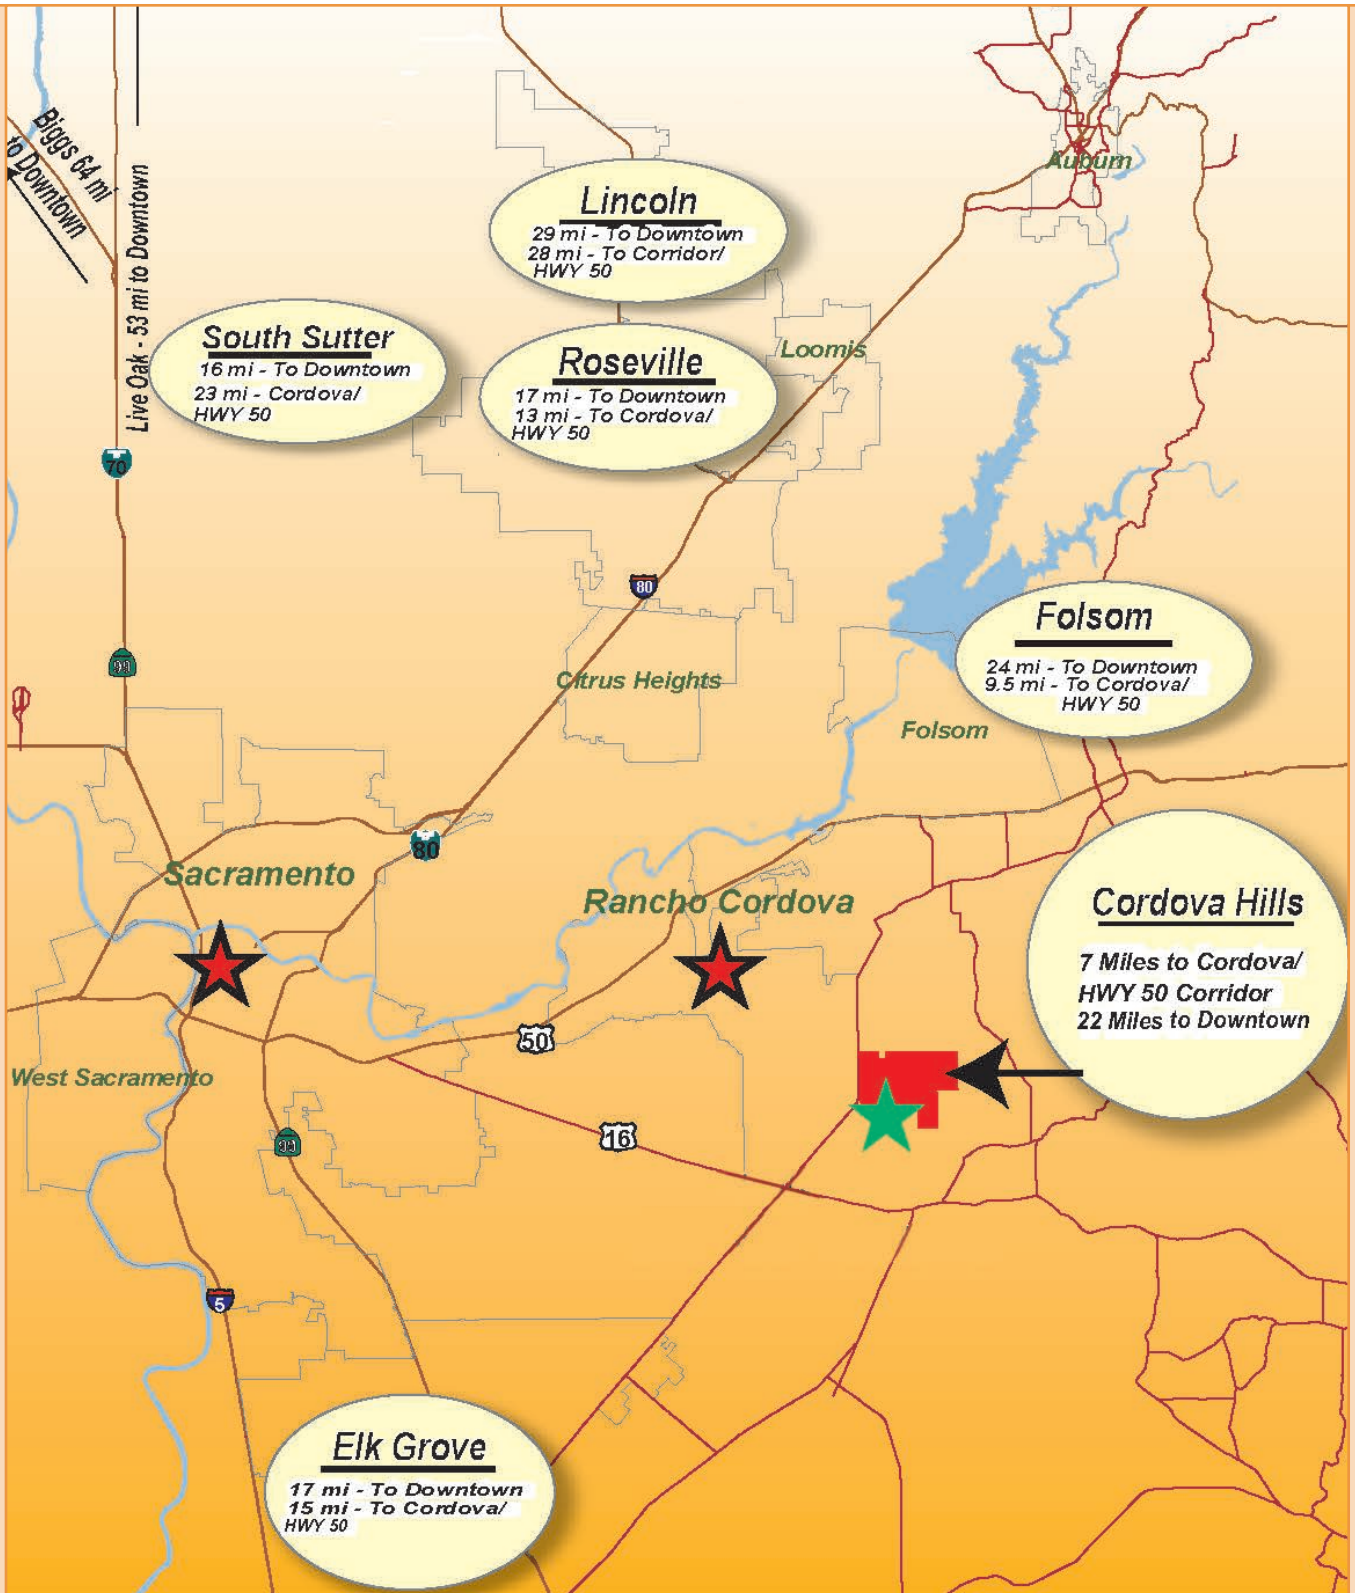 Biggs 64 mi
to Downtown
Live Oak - 53 mi to Downtown
Auburn
Lincoln
29 mi - To Downtown
28 mi - To Corridor/
HWY 50
South Sutter
16 mi - To Downtown
23 mi - Cordova/
HWY 50
Roseville
17 mi - To Downtown
13 mi - To Cordova/
HWY 50
Loomis
70
80
99
Folsom
24 mi - To Downtown
9.5 mi - To Cordova/
HWY 50
Citrus Heights
Folsom
80
Sacramento
Rancho Cordova
Cordova Hills
7 Miles to Cordova/
HWY 50 Corridor
22 Miles to Downtown
50
West Sacramento
99
16
5
Elk Grove
17 mi - To Downtown
15 mi - To Cordova/
HWY 50